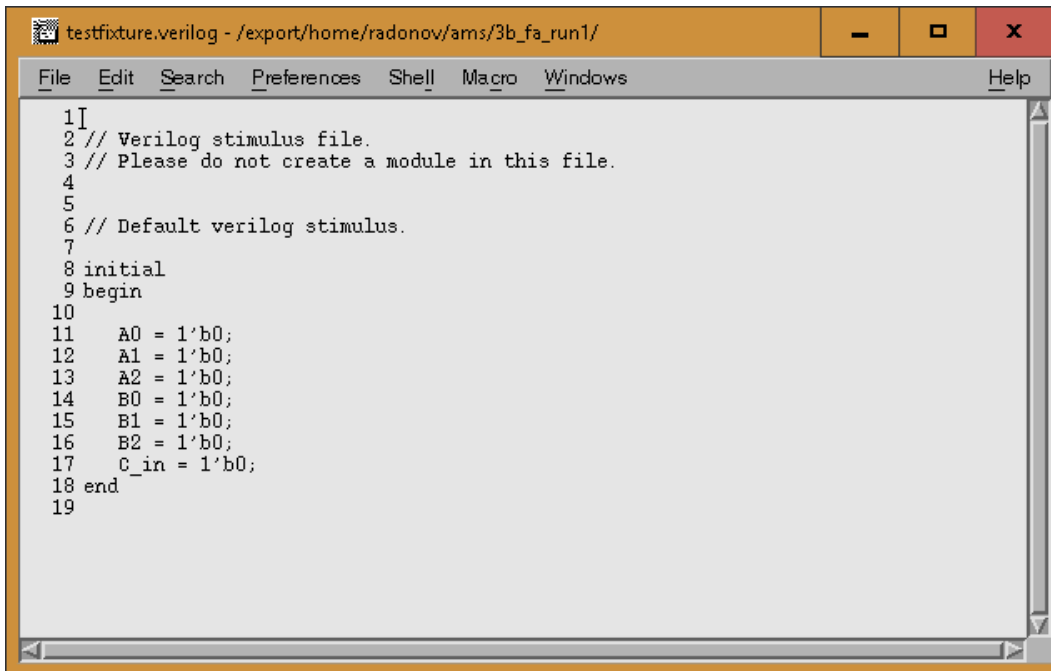 testfixture.verilog - /export/home/radonov/ams/3b_fa_run1/
File Edit Search Preferences Shell Macro Windows Help
1
2 // Verilog stimulus file.
3 // Please do not create a module in this file.
4
5
6 // Default verilog stimulus.
7
8 initial
9 begin
10
11    A0 = 1'b0;
12    A1 = 1'b0;
13    A2 = 1'b0;
14    B0 = 1'b0;
15    B1 = 1'b0;
16    B2 = 1'b0;
17    C_in = 1'b0;
18 end
19